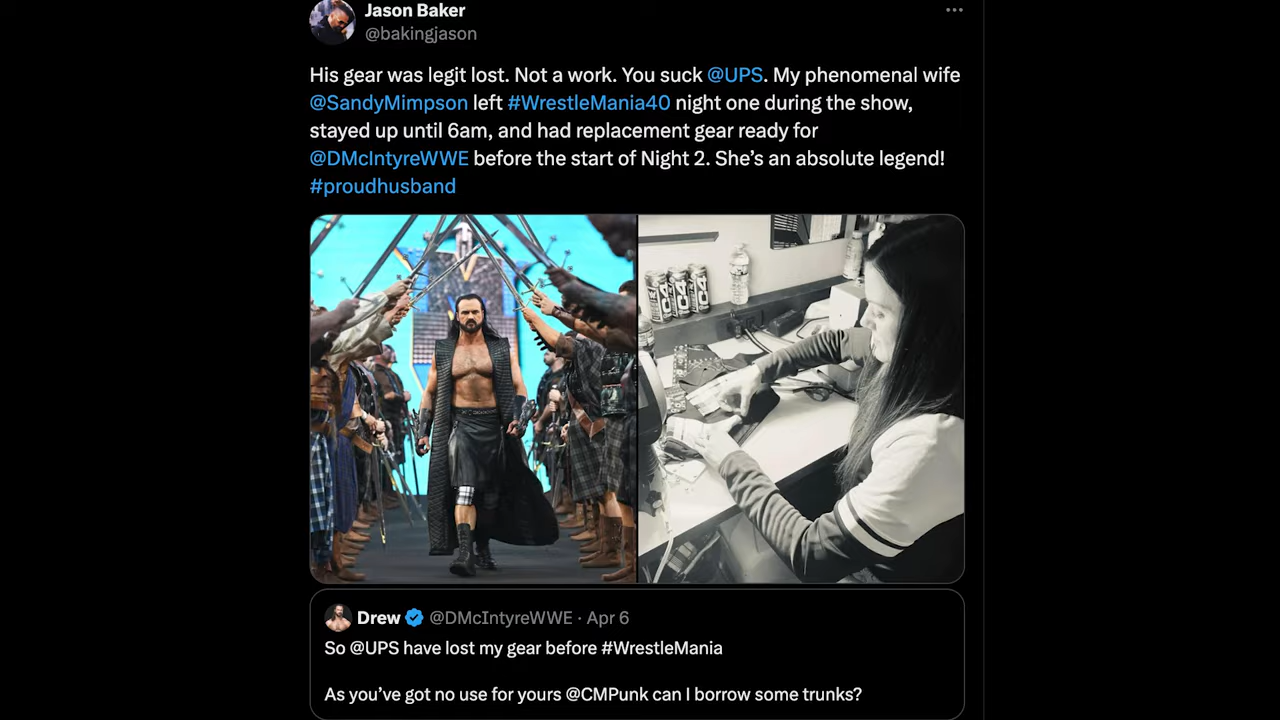 Jason Baker
@bakingjason
His gear was legit lost. Not a work. You suck @UPS. My phenomenal wife
@SandyMimpson left #WrestleMania40 night one during the show,
stayed up until 6am, and had replacement gear ready for
@DMcIntyreWWE before the start of Night 2. She’s an absolute legend!
#proudhusband
C4 C4 C4
Drew @DMcIntyreWWE · Apr 6
So @UPS have lost my gear before #WrestleMania
As you’ve got no use for yours @CMPunk can I borrow some trunks?